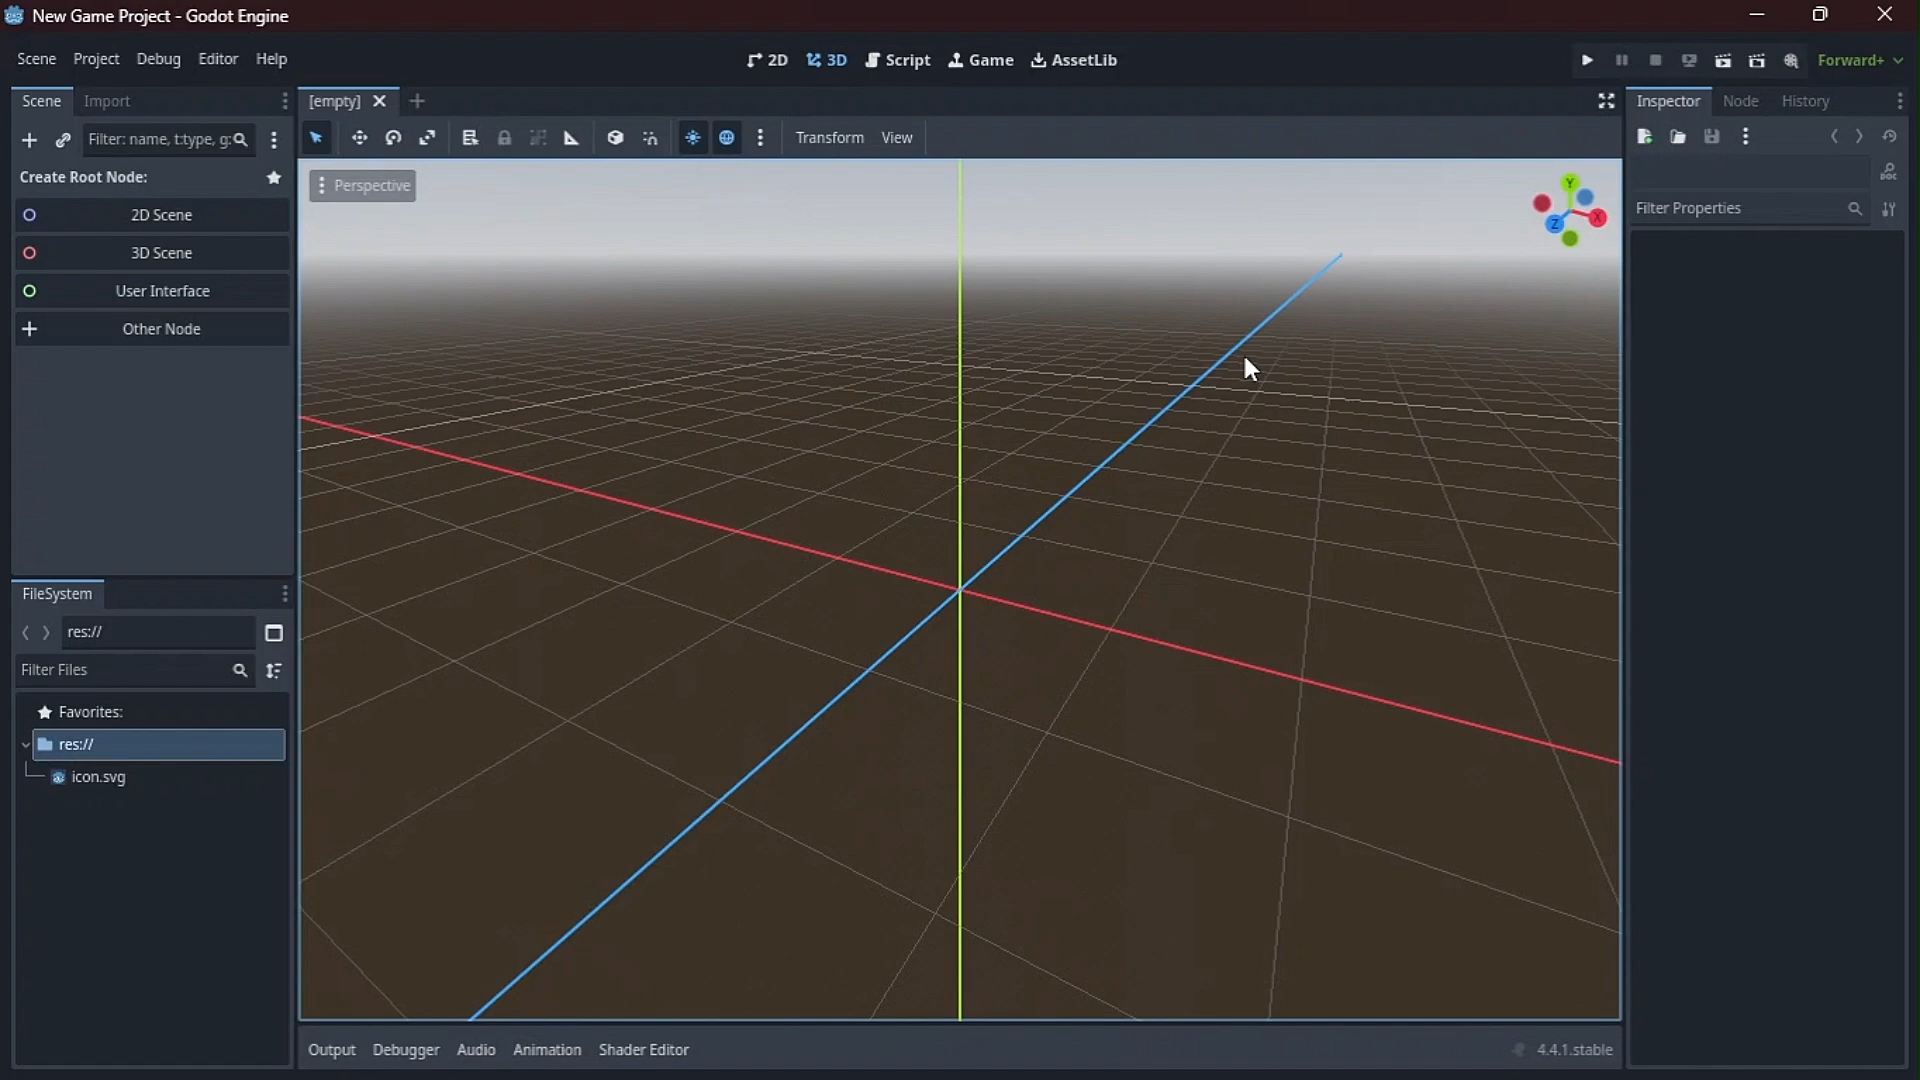 New Game Project - Godot Engine
Scene Project Debug Editor Help
2D 3D Script Game AssetLib
Forward+
Scene Import
[empty]
Inspector Node History
Filter: name, t:type, g:
Transform View
Create Root Node:
2D Scene
3D Scene
User Interface
Other Node
Perspective
Y
X
Z
DOC
Filter Properties
FileSystem
res://
Filter Files
Favorites:
res://
icon.svg
Output Debugger Audio Animation Shader Editor
4.4.1.stable